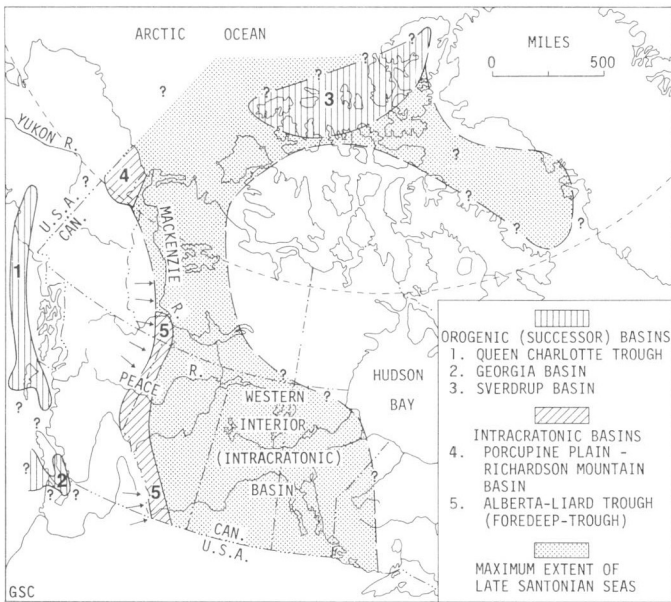 ARCTIC OCEAN
MILES
0 500
?
?
?
3
?
?
YUKON R.
?
4
U.S.A.
CAN.
?
?
?
?
MACKENZIE
R.
1
?
5
PEACE R.
?
?
HUDSON
BAY
WESTERN
INTERIOR
(INTRACRATONIC)
BASIN
?
?
?
?
2
?
?
5
CAN.
U.S.A.
GSC
OROGENIC (SUCCESSOR) BASINS
1. QUEEN CHARLOTTE TROUGH
2. GEORGIA BASIN
3. SVERDRUP BASIN
INTRACRATONIC BASINS
4. PORCUPINE PLAIN -
RICHARDSON MOUNTAIN
BASIN
5. ALBERTA-LIARD TROUGH
(FOREDEEP-TROUGH)
MAXIMUM EXTENT OF
LATE SANTONIAN SEAS